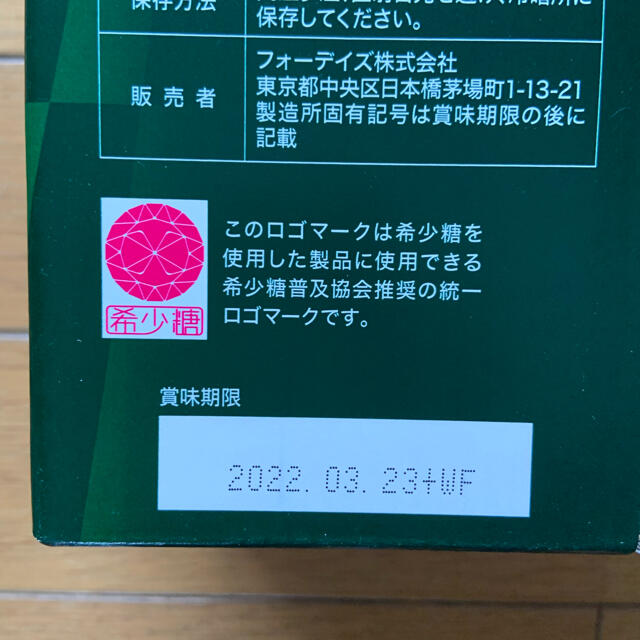 保存方法
保存してください。
販売者
フォーデイズ株式会社
東京都中央区日本橋茅場町1-13-21
製造所固有記号は賞味期限の後に
記載
希少糖
このロゴマークは希少糖を
使用した製品に使用できる
希少糖普及協会推奨の統一
ロゴマークです。
賞味期限
2022.03.23+WF